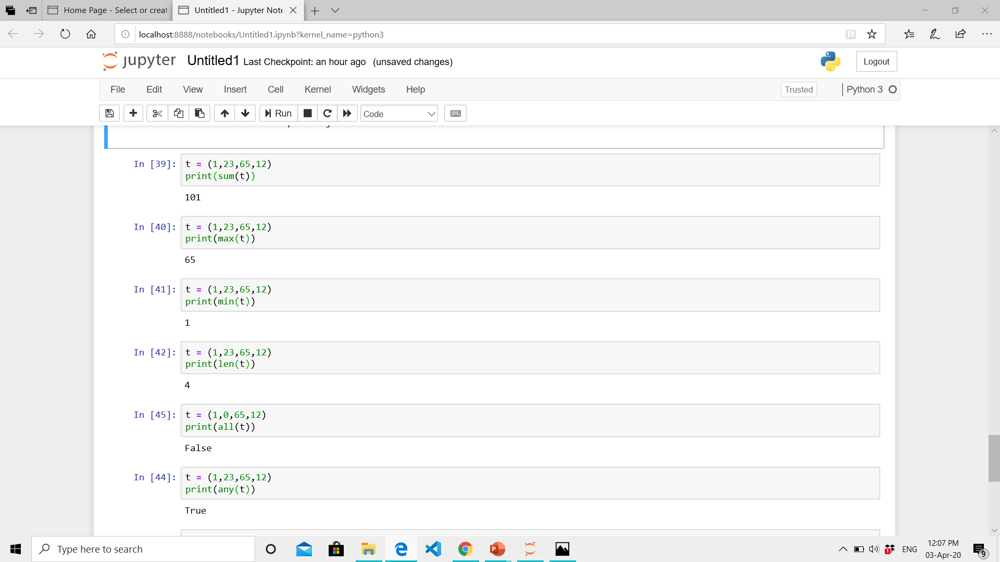 Home Page - Select or creat
Untitled1 - Jupyter Note
localhost:8888/notebooks/Untitled1.ipynb?kernel_name=python3
jupyter Untitled1 Last Checkpoint: an hour ago (unsaved changes)
Logout
File Edit View Insert Cell Kernel Widgets Help
Trusted
Python 3
Run
Code
In [39]: t = (1,23,65,12)
print(sum(t))
101
In [40]: t = (1,23,65,12)
print(max(t))
65
In [41]: t = (1,23,65,12)
print(min(t))
1
In [42]: t = (1,23,65,12)
print(len(t))
4
In [45]: t = (1,0,65,12)
print(all(t))
False
In [44]: t = (1,23,65,12)
print(any(t))
True
Type here to search
P
1
ENG
12:07 PM
03-Apr-20
9